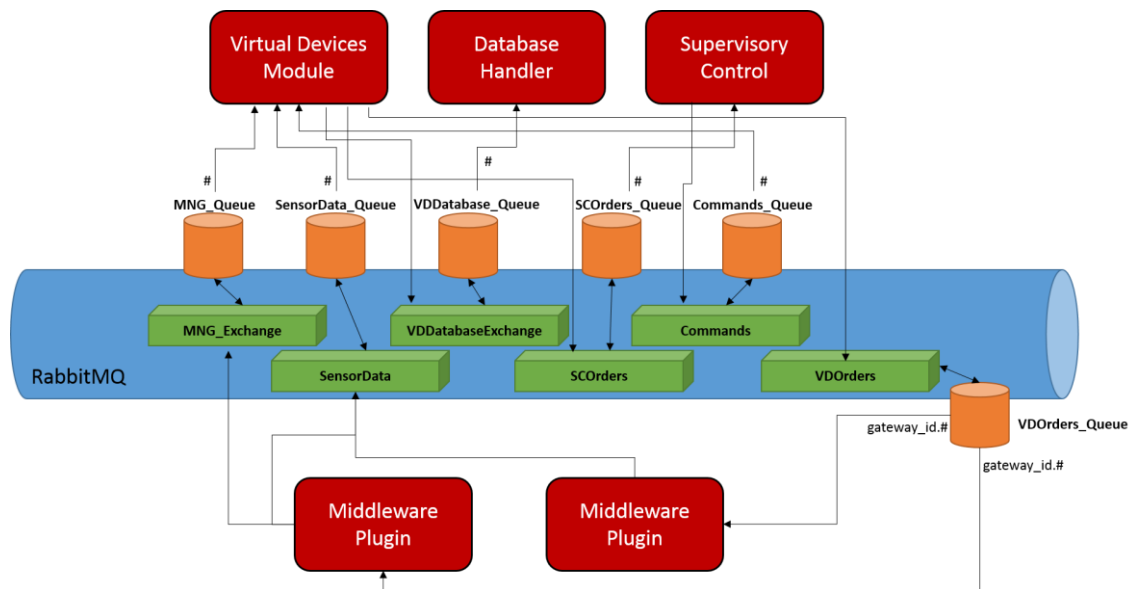 Virtual Devices
Module
Database
Handler
Supervisory
Control
#
#
#
#
#
MNG_Queue
SensorData_Queue
VDDatabase_Queue
SCOrders_Queue
Commands_Queue
MNG_Exchange
VDDatabaseExchange
Commands
SensorData
SCOrders
VDOrders
RabbitMQ
gateway_id.#
VDOrders_Queue
gateway_id.#
Middleware
Plugin
Middleware
Plugin